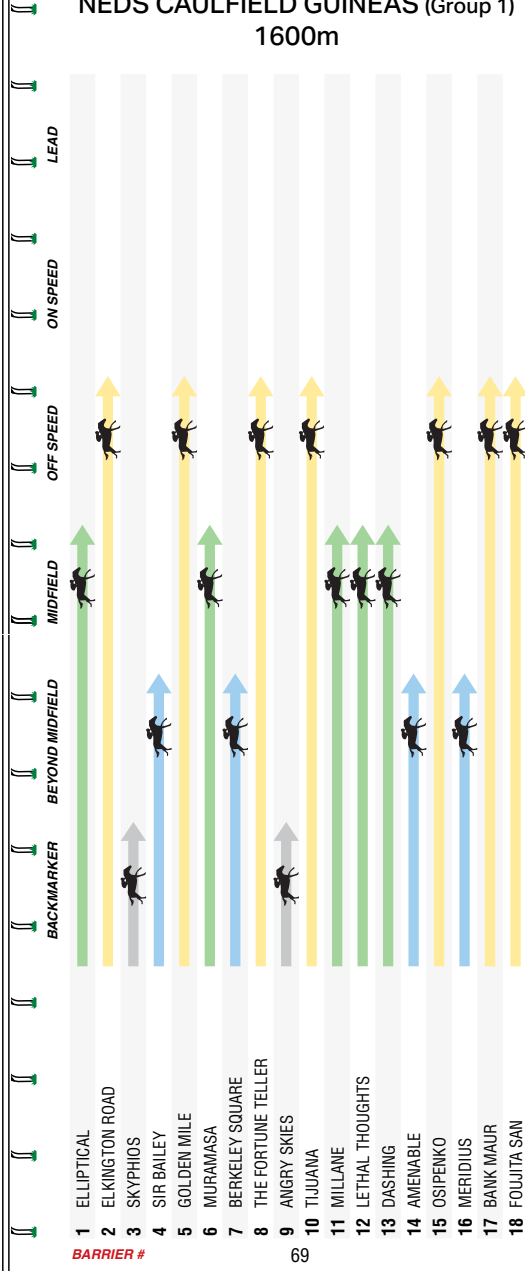 NEDS CAULFIELD GUINEAS (Group 1)
1600m
LEAD
ON SPEED
OFF SPEED
MIDFIELD
BEYOND MIDFIELD
BACKMARKER
1 ELLIPTICAL
2 ELKINGTON ROAD
3 SKYPHIOS
4 SIR BAILEY
5 GOLDEN MILE
6 MURAMASA
7 BERKELEY SQUARE
8 THE FORTUNE TELLER
9 ANGRY SKIES
10 TIJUANA
11 MILLANE
12 LETHAL THOUGHTS
13 DASHING
14 AMENABLE
15 OSIPENKO
16 MERIDIUS
17 BANK MAUR
18 FOUJITA SAN
BARRIER #
69